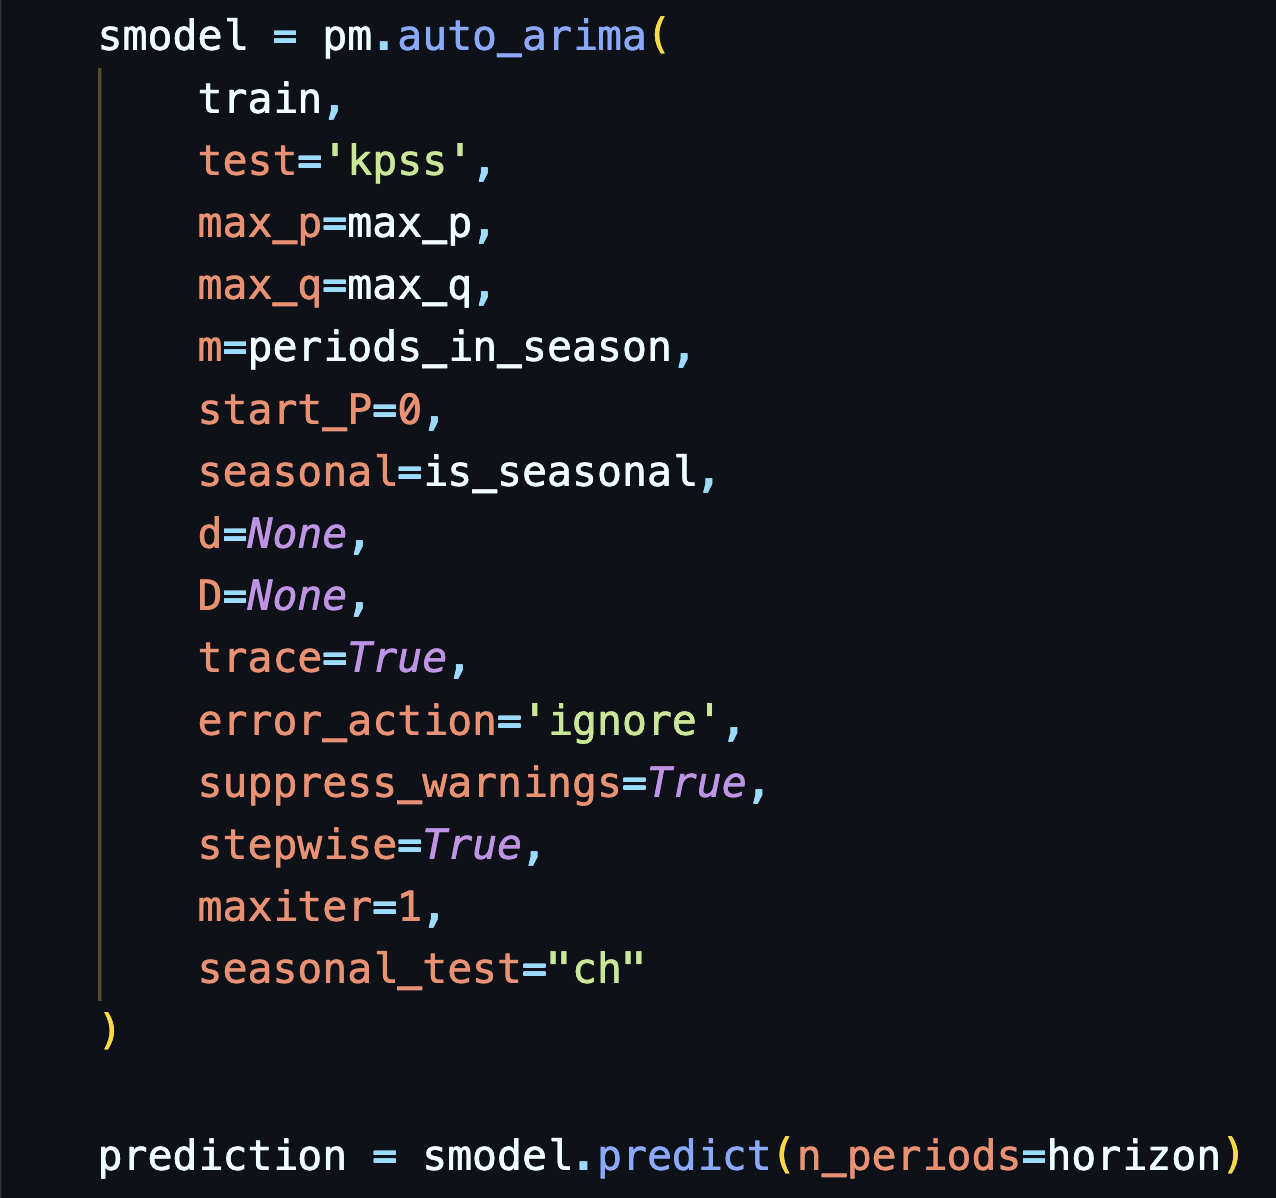 smodel = pm.auto_arima(
    train,
    test='kpss',
    max_p=max_p,
    max_q=max_q,
    m=periods_in_season,
    start_P=0,
    seasonal=is_seasonal,
    d=None,
    D=None,
    trace=True,
    error_action='ignore',
    suppress_warnings=True,
    stepwise=True,
    maxiter=1,
    seasonal_test="ch"
)
prediction = smodel.predict(n_periods=horizon)